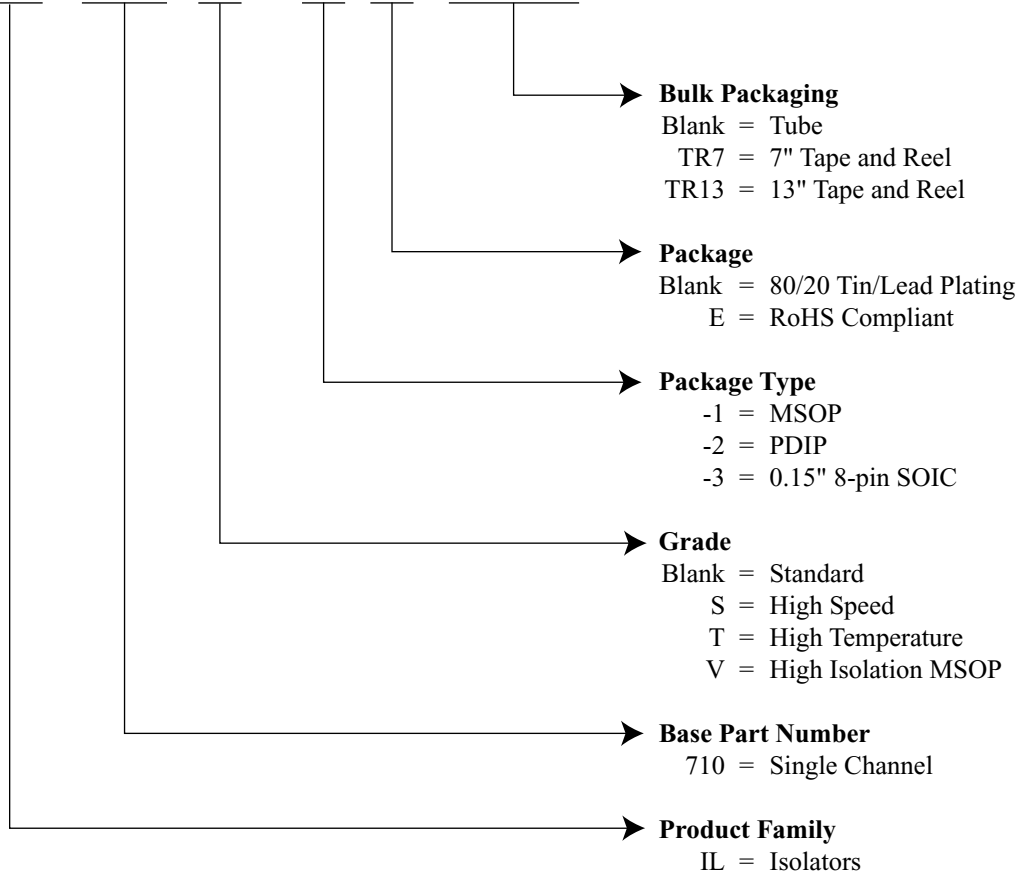 Bulk Packaging
Blank = Tube
TR7 = 7" Tape and Reel
TR13 = 13" Tape and Reel
Package
Blank = 80/20 Tin/Lead Plating
E = RoHS Compliant
Package Type
-1 = MSOP
-2 = PDIP
-3 = 0.15" 8-pin SOIC
Grade
Blank = Standard
S = High Speed
T = High Temperature
V = High Isolation MSOP
Base Part Number
710 = Single Channel
Product Family
IL = Isolators